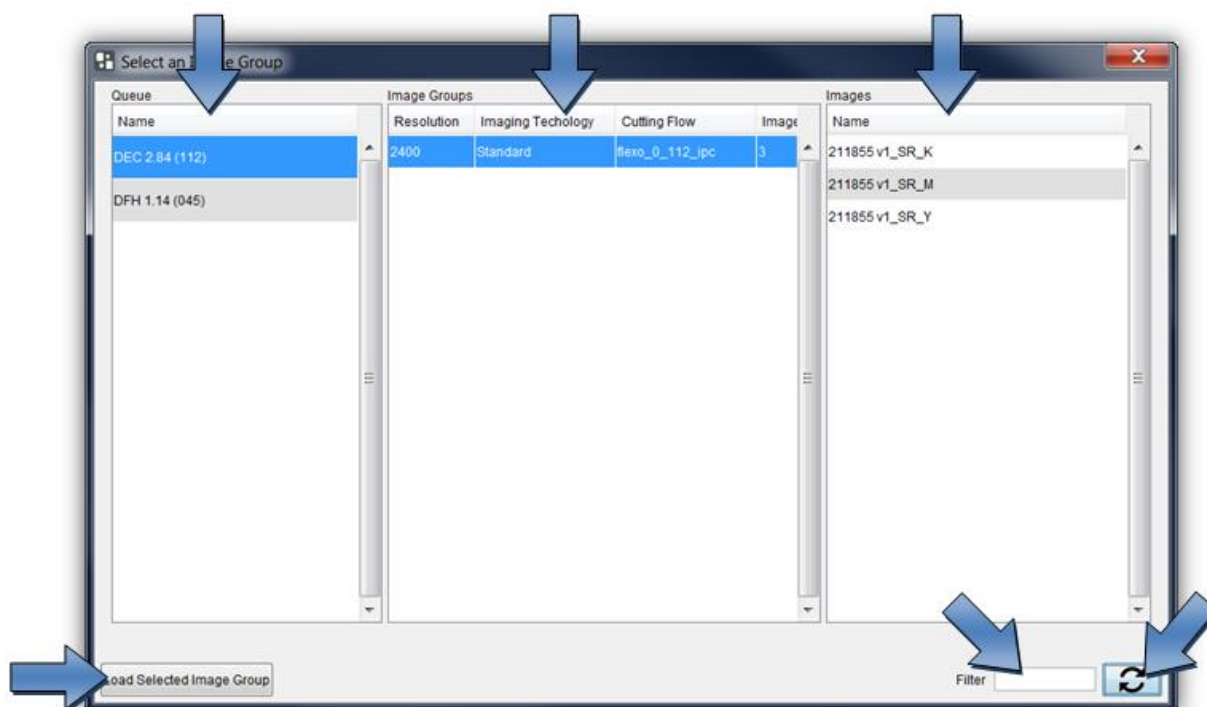 Select an Group
Queue
Name
DEC 2.84 (112)
DFH 1.14 (045)
Image Groups
Resolution Imaging Techology Cutting Flow Image
2400 Standard flexo_0_112_ipc 3
Images
Name
211855 v1_SR_K
211855 v1_SR_M
211855 v1_SR_Y
oad Selected Image Group
Filter